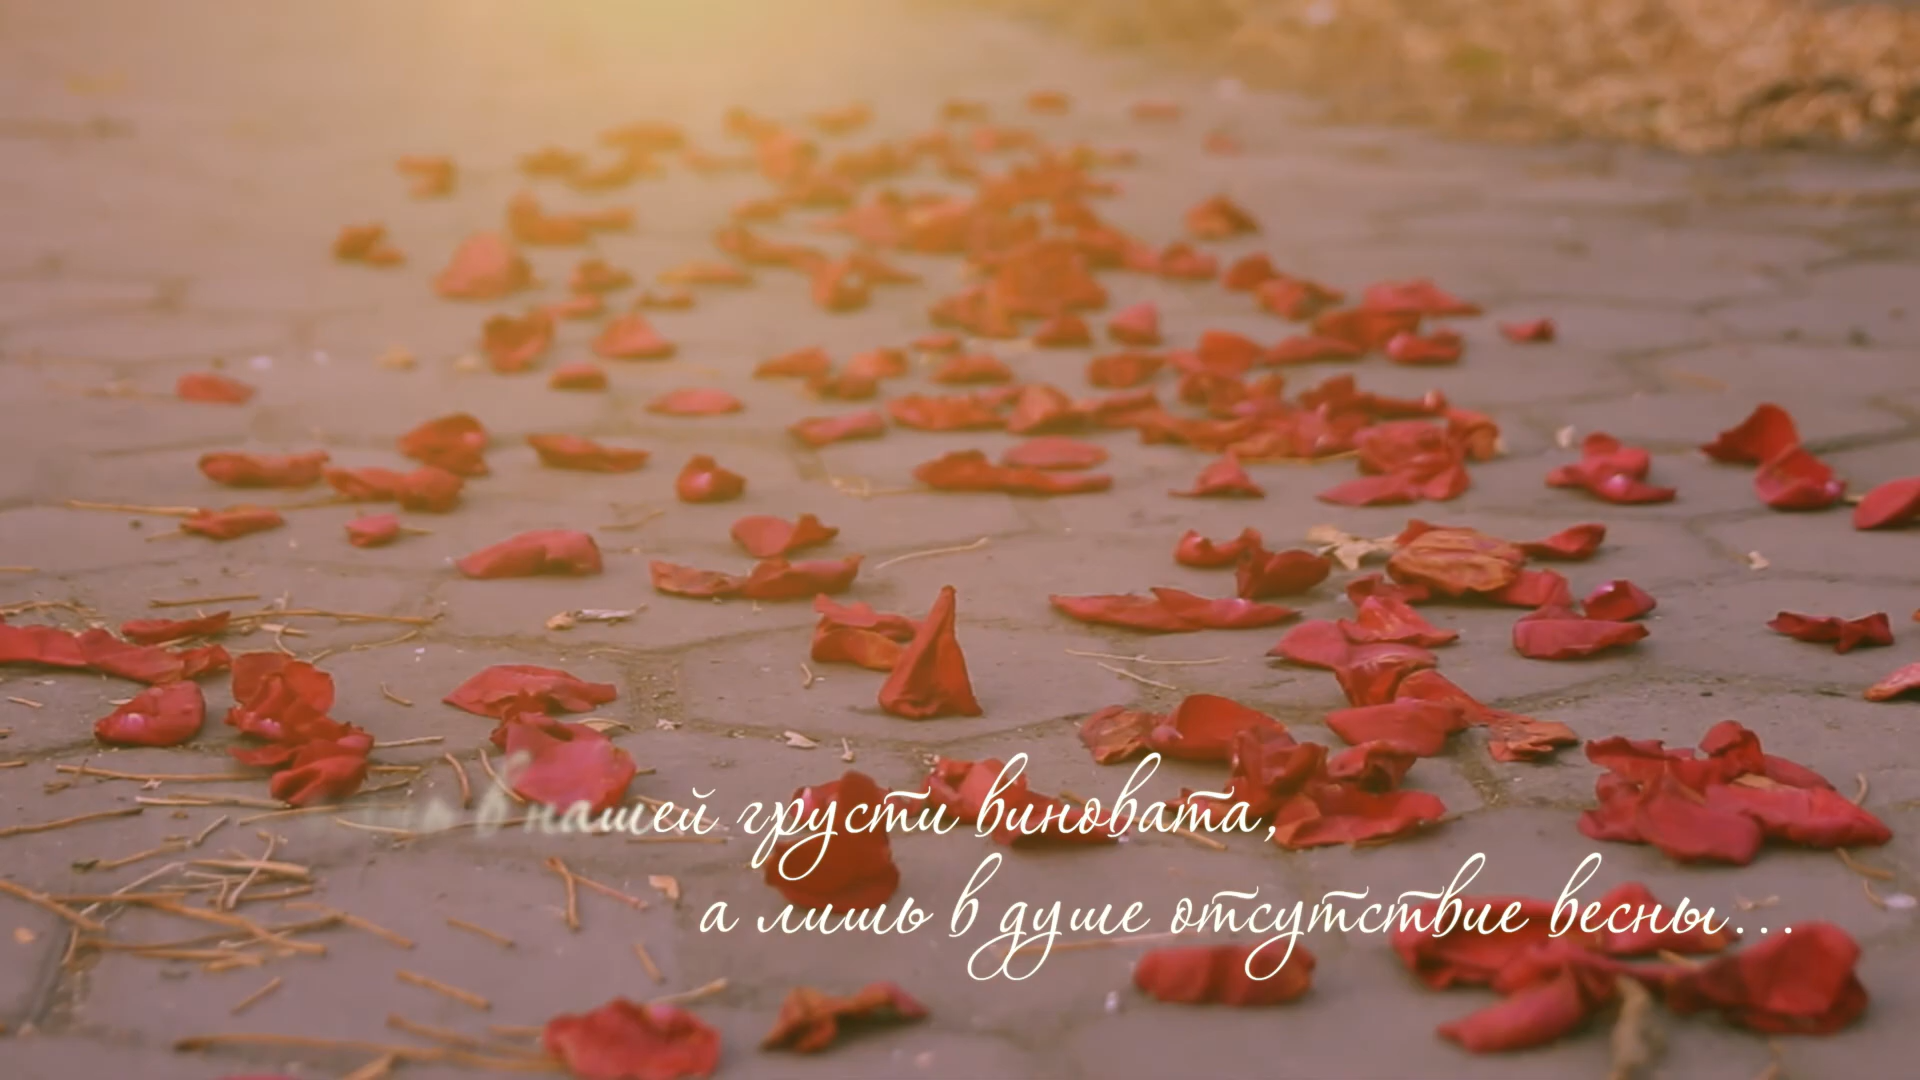 в нашей грусти виновата,
а лишь в душе отсутствие весны...